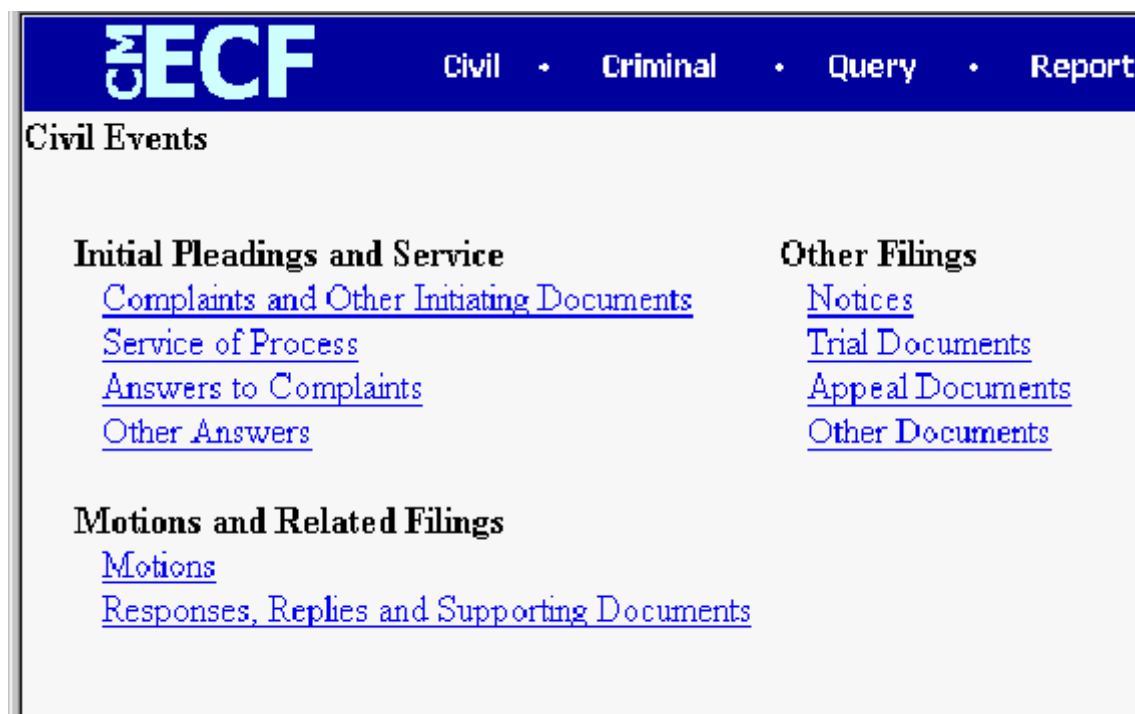 CM ECF Civil • Criminal • Query • Report
Civil Events
Initial Pleadings and Service
Complaints and Other Initiating Documents
Service of Process
Answers to Complaints
Other Answers
Other Filings
Notices
Trial Documents
Appeal Documents
Other Documents
Motions and Related Filings
Motions
Responses, Replies and Supporting Documents